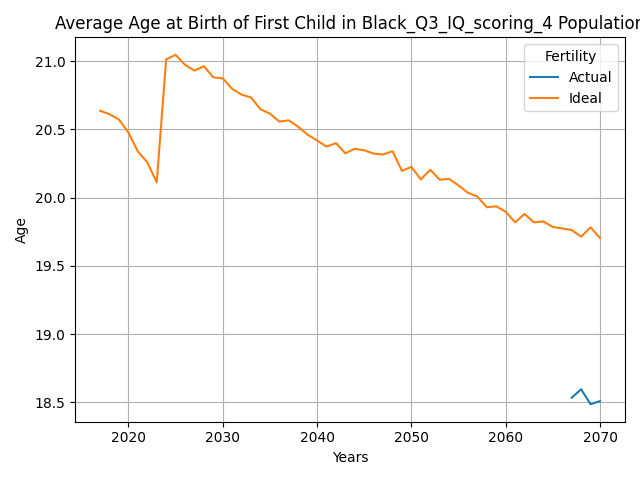 Average Age at Birth of First Child in Black_Q3_IQ_scoring_4 Population
Fertility
Actual
Ideal
21.0
20.5
20.0
19.5
19.0
18.5
Age
2020 2030 2040 2050 2060 2070
Years